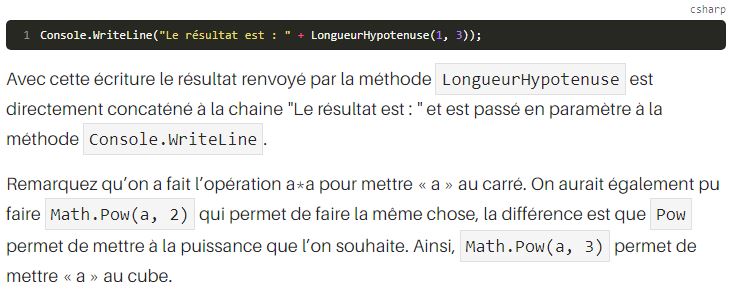 csharp
1 Console.WriteLine("Le résultat est : " + LongueurHypotenuse(1, 3));
Avec cette écriture le résultat renvoyé par la méthode LongueurHypotenuse est
directement concaténé à la chaine "Le résultat est : " et est passé en paramètre à la
méthode Console.WriteLine.
Remarquez qu’on a fait l’opération a*a pour mettre « a » au carré. On aurait également pu
faire Math.Pow(a, 2) qui permet de faire la même chose, la différence est que Pow
permet de mettre à la puissance que l’on souhaite. Ainsi, Math.Pow(a, 3) permet de
mettre « a » au cube.